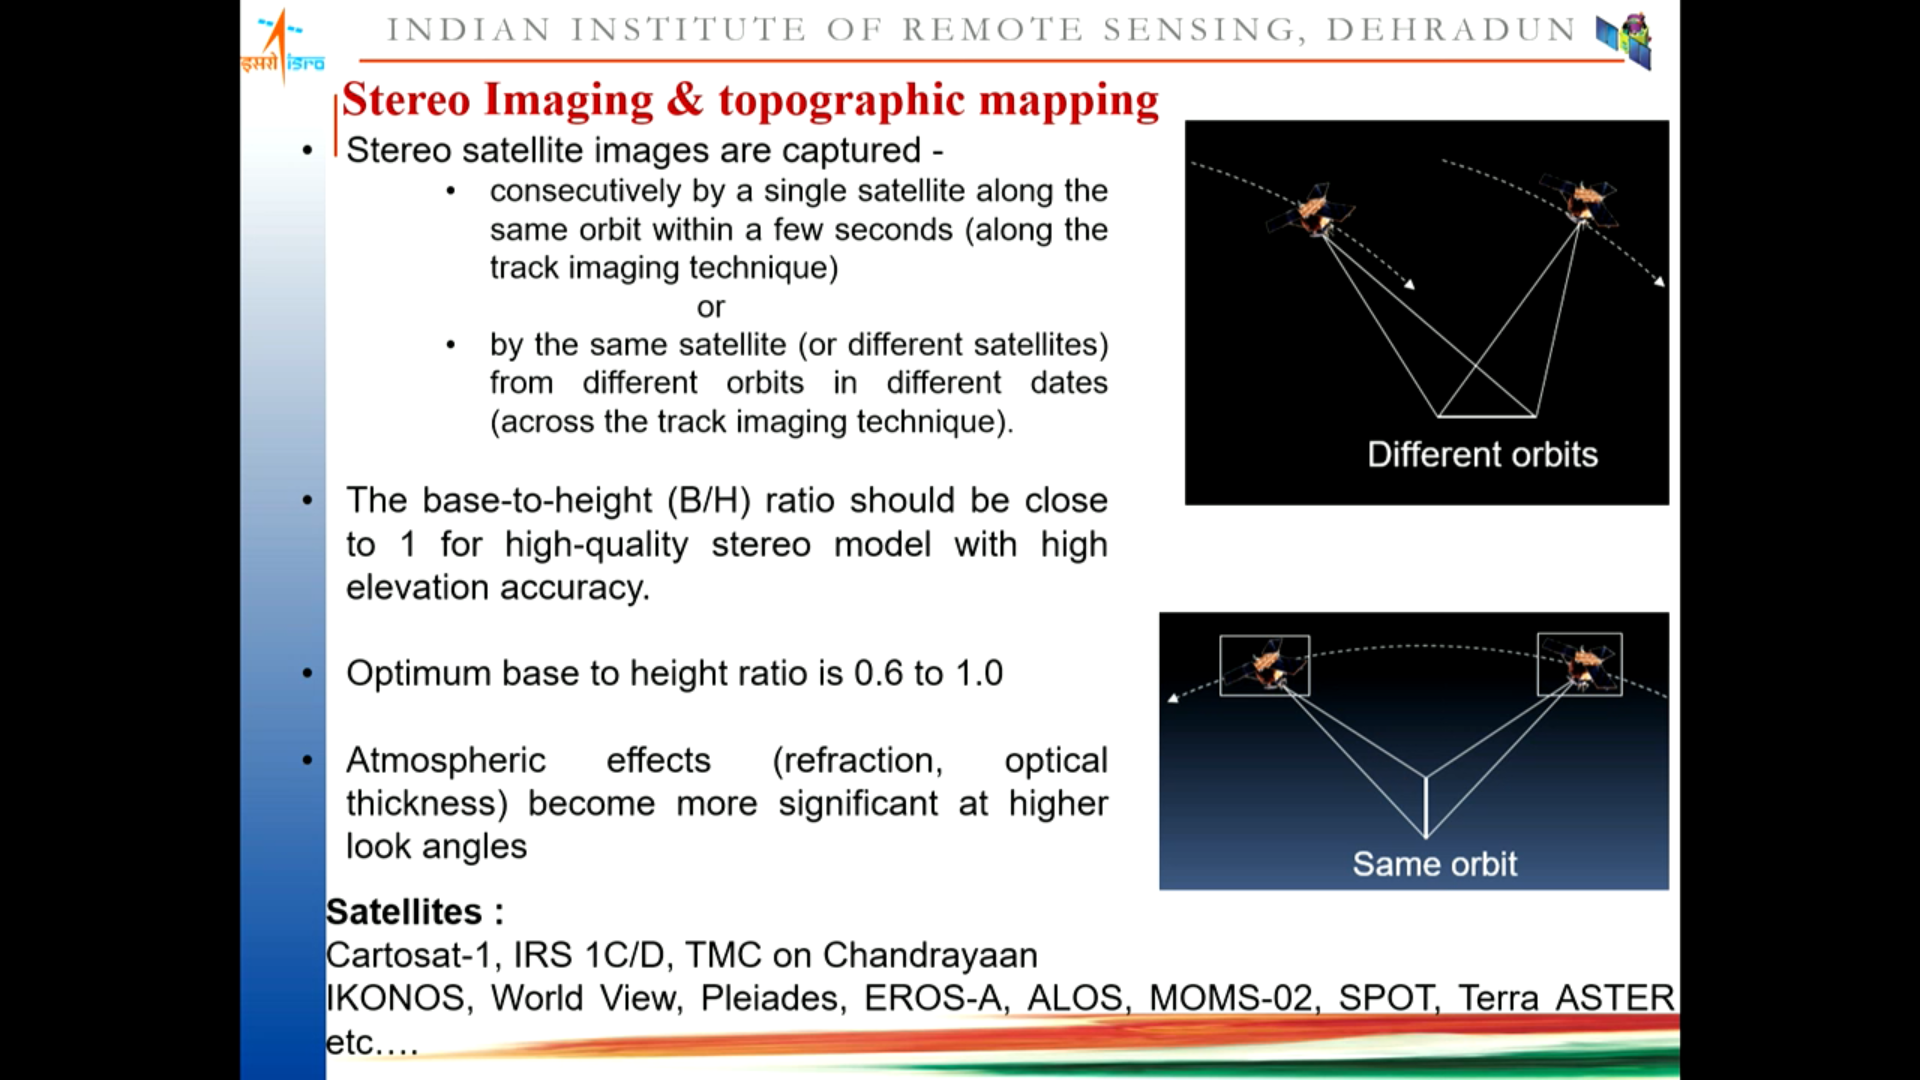 INDIAN INSTITUTE OF REMOTE SENSING, DEHRADUN
इसरो isro
Stereo Imaging & topographic mapping
• Stereo satellite images are captured -
• consecutively by a single satellite along the
same orbit within a few seconds (along the
track imaging technique)
or
• by the same satellite (or different satellites)
from different orbits in different dates
(across the track imaging technique).
• The base-to-height (B/H) ratio should be close
to 1 for high-quality stereo model with high
elevation accuracy.
• Optimum base to height ratio is 0.6 to 1.0
• Atmospheric effects (refraction, optical
thickness) become more significant at higher
look angles
Different orbits
Same orbit
Satellites :
Cartosat-1, IRS 1C/D, TMC on Chandrayaan
IKONOS, World View, Pleiades, EROS-A, ALOS, MOMS-02, SPOT, Terra ASTER
etc….